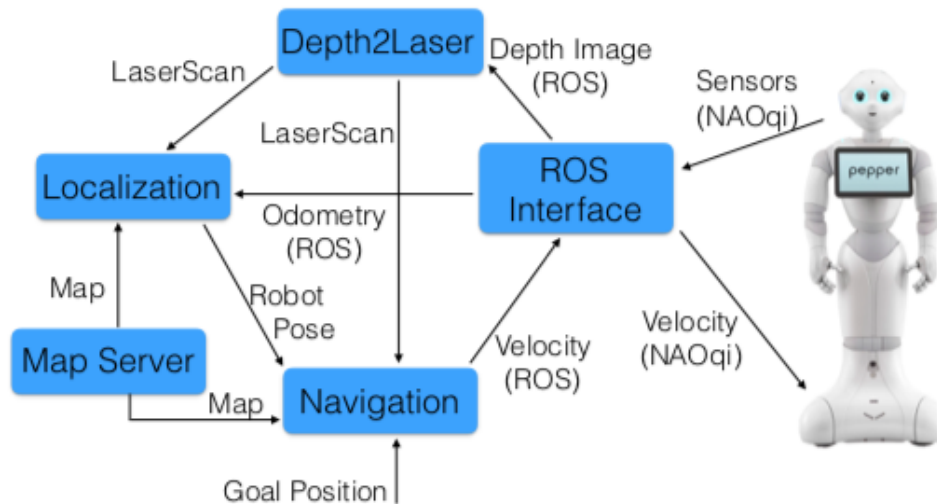 Depth2Laser
LaserScan
Depth Image
(ROS)
Sensors
(NAOqi)
LaserScan
Localization
ROS
Interface
pepper
Odometry
(ROS)
Map
Robot
Pose
Velocity
(NAOqi)
Map Server
Velocity
(ROS)
Map
Navigation
Goal Position